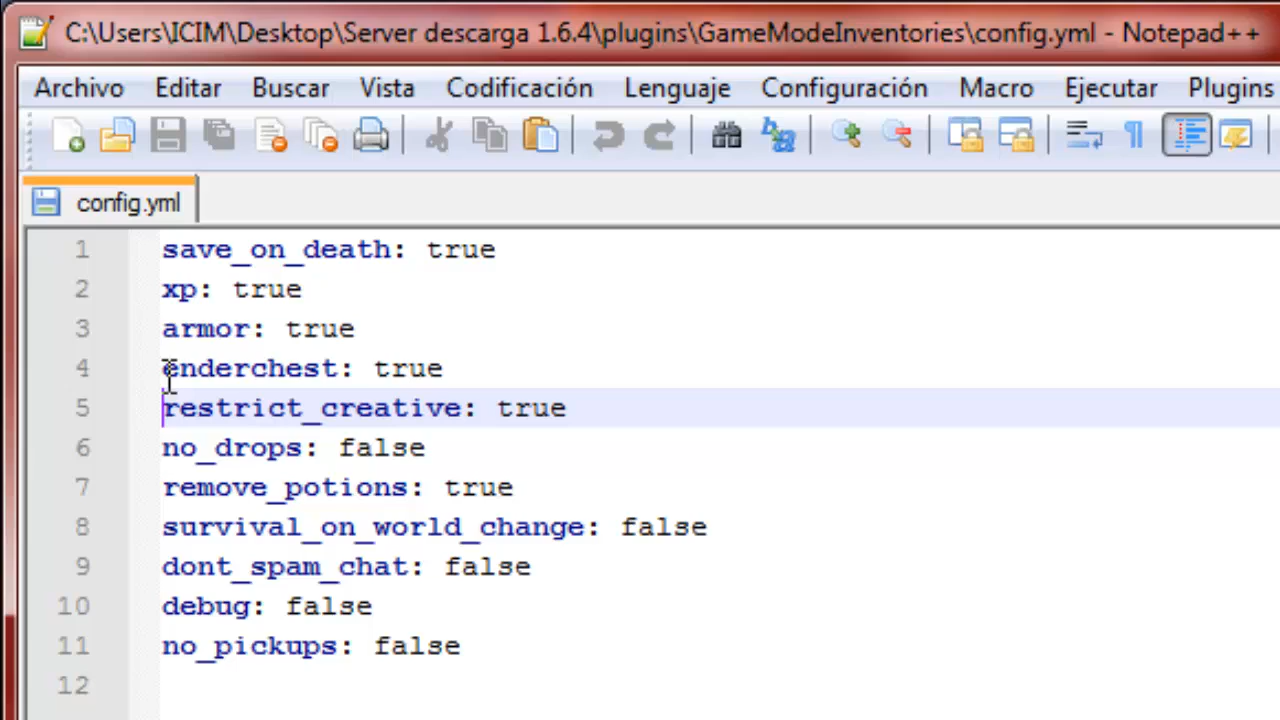 C:\Users\ICIM\Desktop\Server descarga 1.6.4\plugins\GameModeInventories\config.yml - Notepad++
Archivo Editar Buscar Vista Codificación Lenguaje Configuración Macro Ejecutar Plugins
config.yml
1 save_on_death: true
2 xp: true
3 armor: true
4 enderchest: true
5 restrict_creative: true
6 no_drops: false
7 remove_potions: true
8 survival_on_world_change: false
9 dont_spam_chat: false
10 debug: false
11 no_pickups: false
12